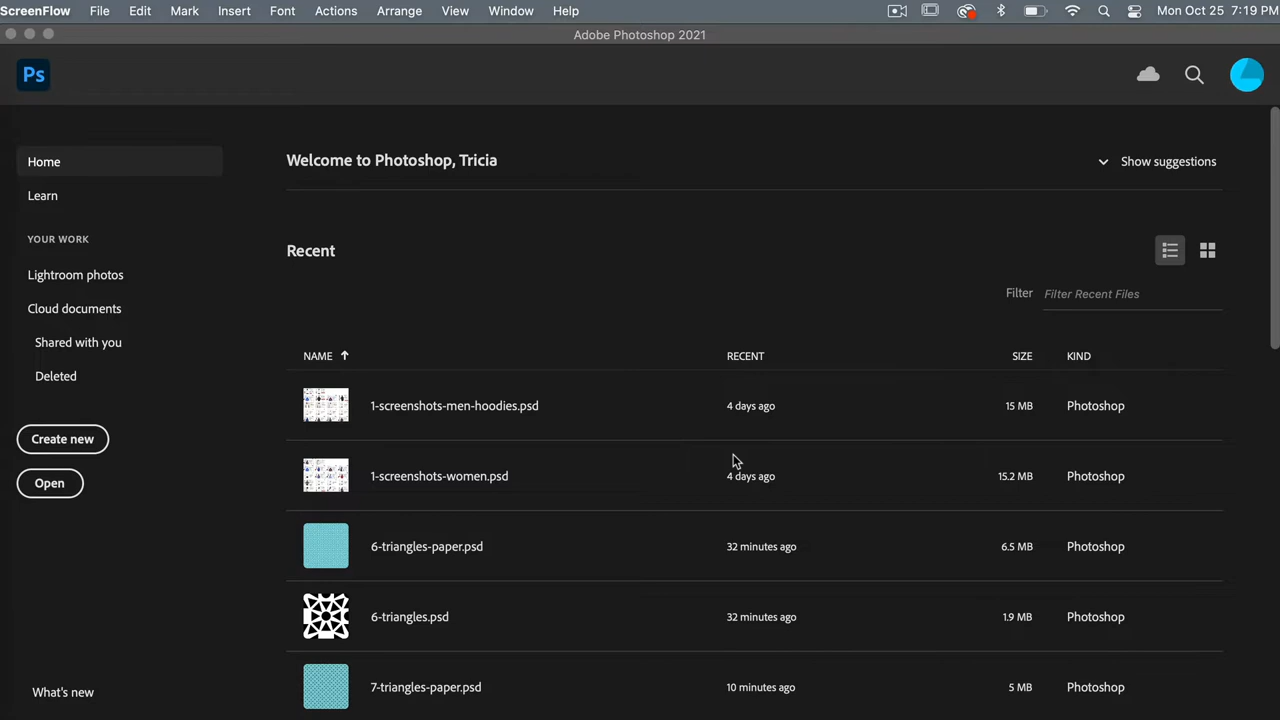 ScreenFlow File Edit Mark Insert Font Actions Arrange View Window Help Mon Oct 25 7:19 PM
Adobe Photoshop 2021
Ps
Home
Learn
YOUR WORK
Lightroom photos
Cloud documents
Shared with you
Deleted
Create new
Open
What's new
Welcome to Photoshop, Tricia
Show suggestions
Recent
Filter Filter Recent Files
NAME RECENT SIZE KIND
1-screenshots-men-hoodies.psd 4 days ago 15 MB Photoshop
1-screenshots-women.psd 4 days ago 15.2 MB Photoshop
6-triangles-paper.psd 32 minutes ago 6.5 MB Photoshop
6-triangles.psd 32 minutes ago 1.9 MB Photoshop
7-triangles-paper.psd 10 minutes ago 5 MB Photoshop